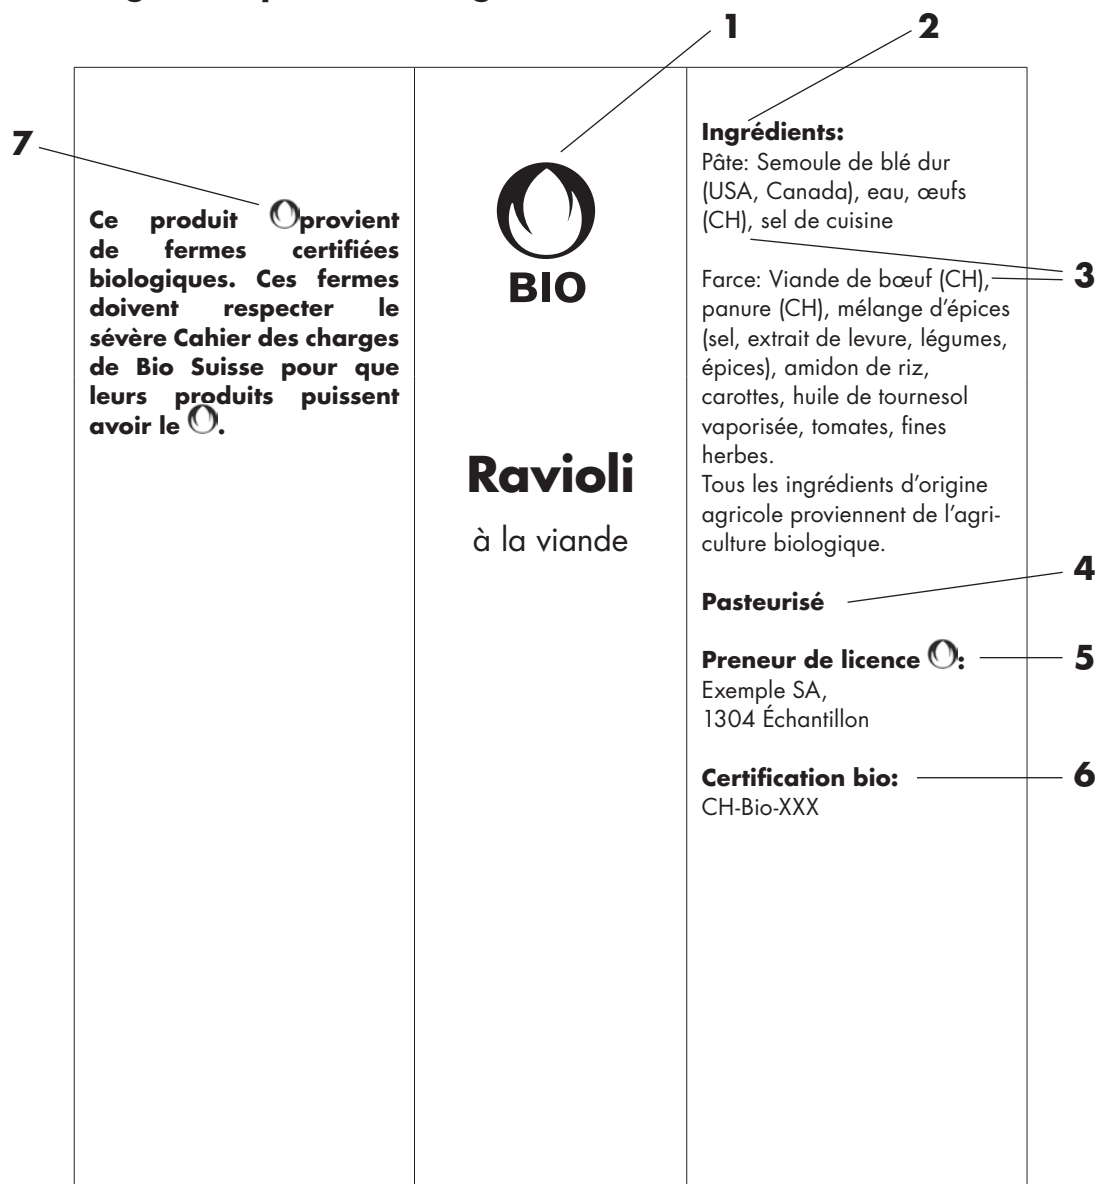 1
2
7
Ce produit provient
de fermes certifiées
biologiques. Ces fermes
doivent respecter le
sévère Cahier des charges
de Bio Suisse pour que
leurs produits puissent
avoir le .
BIO
Ravioli
à la viande
Ingrédients:
Pâte: Semoule de blé dur
(USA, Canada), eau, œufs
(CH), sel de cuisine
3
Farce: Viande de bœuf (CH),
panure (CH), mélange d'épices
(sel, extrait de levure, légumes,
épices), amidon de riz,
carottes, huile de tournesol
vaporisée, tomates, fines
herbes.
Tous les ingrédients d'origine
agricole proviennent de l'agri-
culture biologique.
4
Pasteurisé
Preneur de licence :
5
Exemple SA,
1304 Échantillon
Certification bio:
6
CH-Bio-XXX